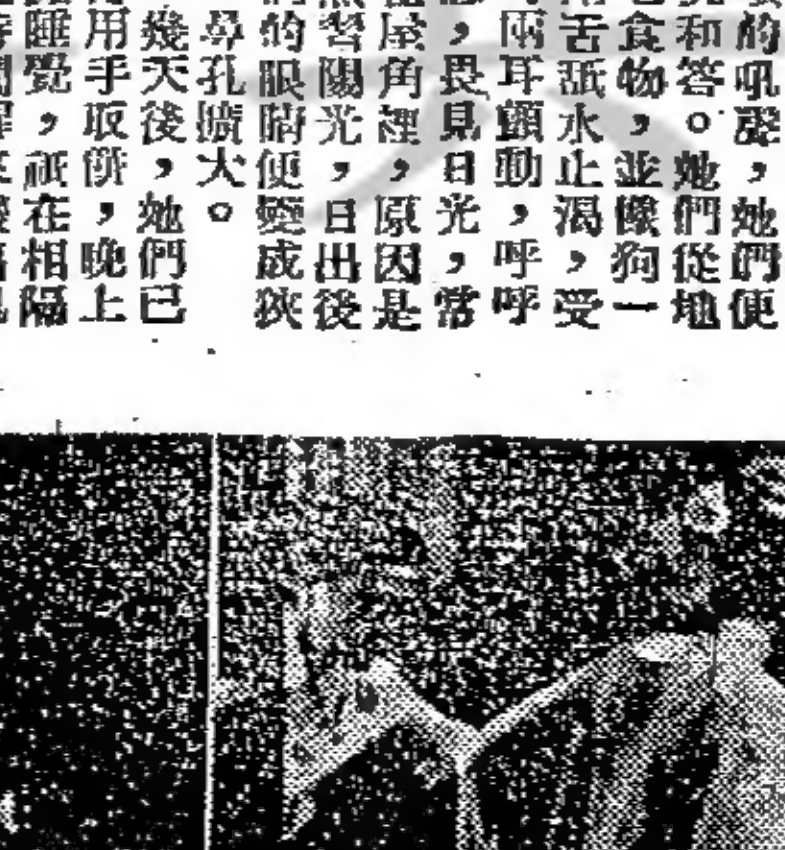 的吼聲，她們便
和答。她們從地
食物，並像狗一
舌舐水止渴，受
兩耳顫動，呼呼
，畏見日光，常
屋角裡，原因是
習陽光，日出後
的眼睛便變成狹
鼻孔擴大。
幾天後，她們已
用手取餅，晚上
睡覺，祇在相隔